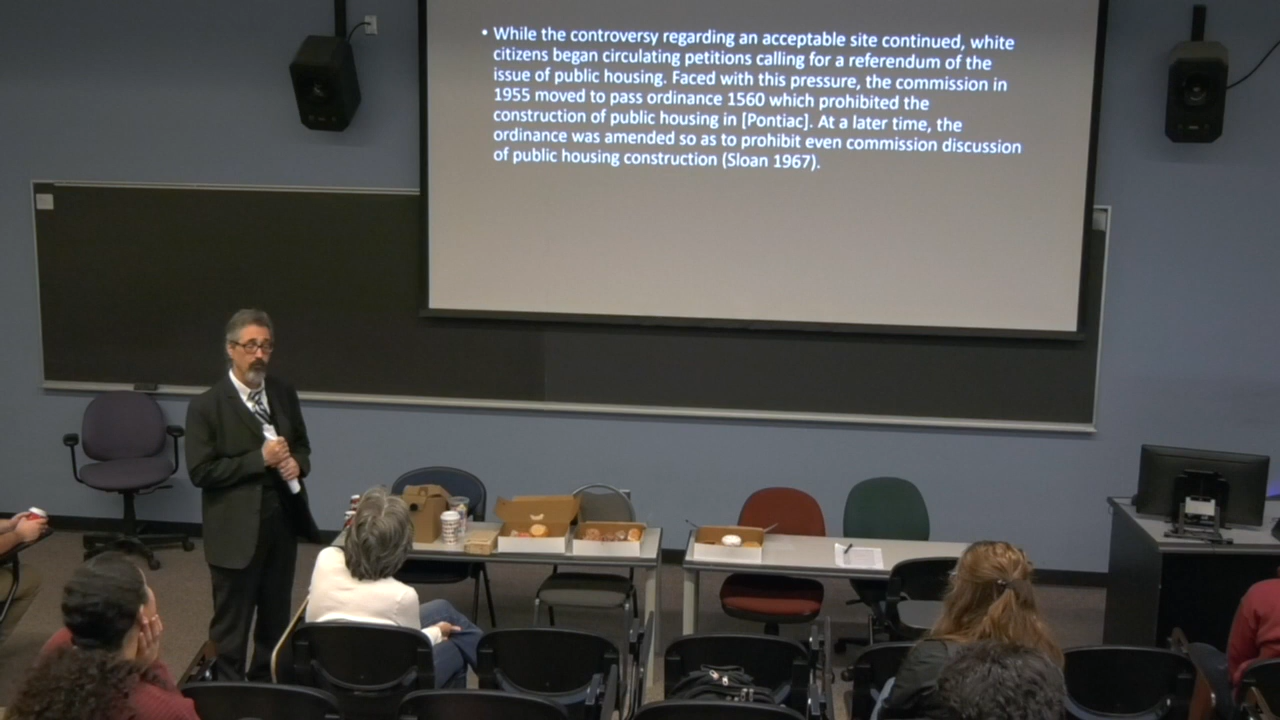 • While the controversy regarding an acceptable site continued, white
citizens began circulating petitions calling for a referendum of the
issue of public housing. Faced with this pressure, the commission in
1955 moved to pass ordinance 1560 which prohibited the
construction of public housing in [Pontiac]. At a later time, the
ordinance was amended so as to prohibit even commission discussion
of public housing construction (Sloan 1967).